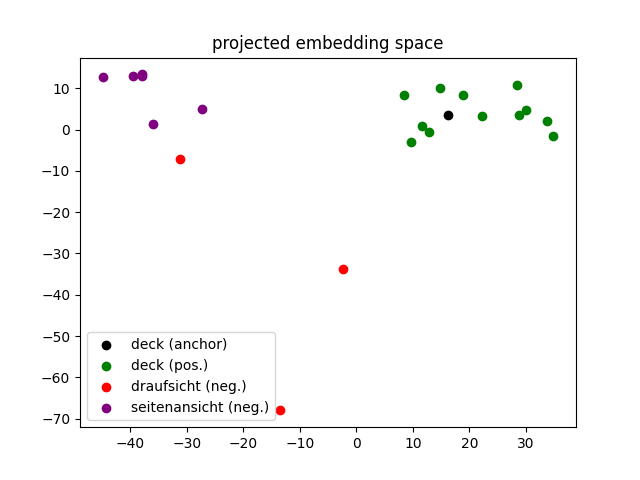 projected embedding space
10
0
−10
−20
−30
−40
−50
−60
−70
deck (anchor)
deck (pos.)
draufsicht (neg.)
seitenansicht (neg.)
−40 −30 −20 −10 0 10 20 30